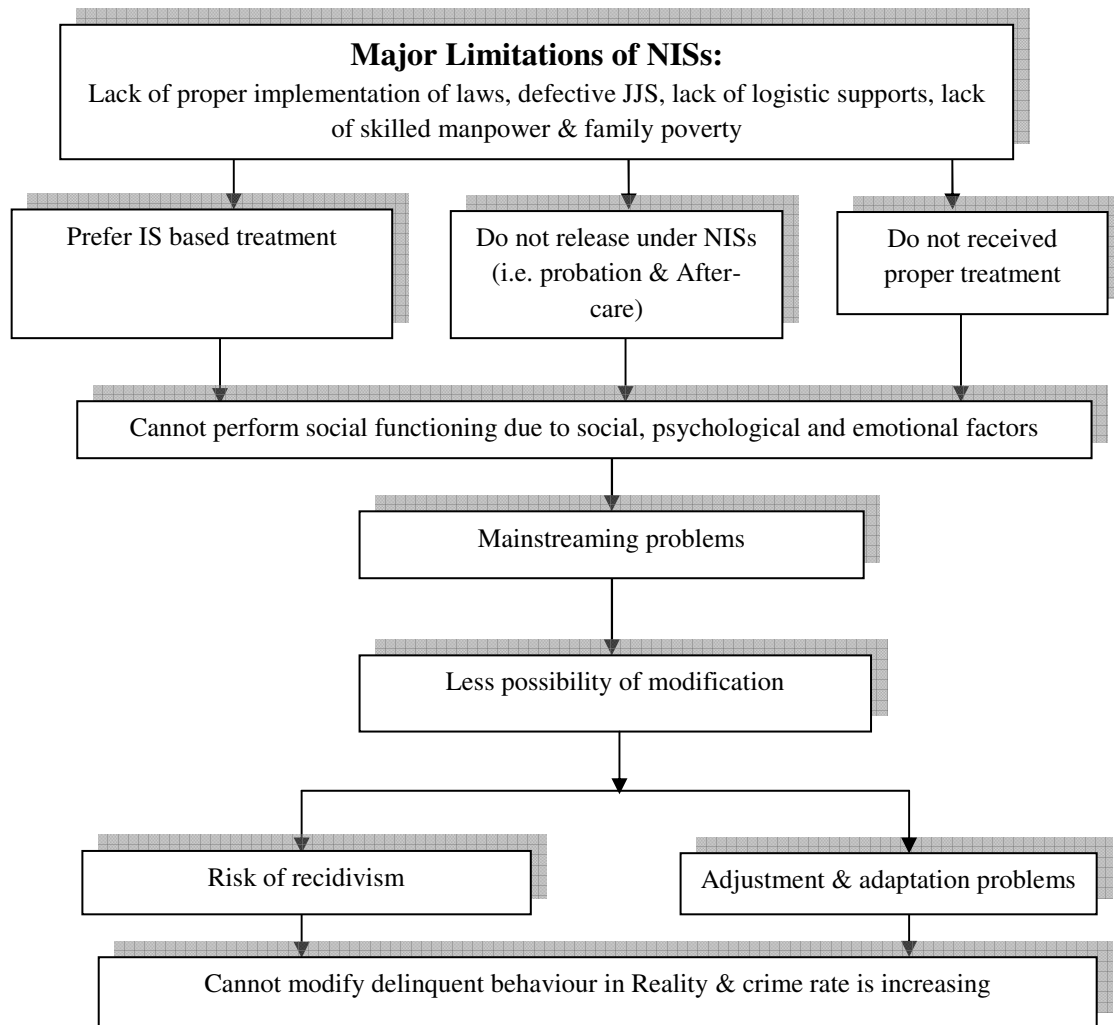 Major Limitations of NISs:
Lack of proper implementation of laws, defective JJS, lack of logistic supports, lack
of skilled manpower & family poverty
Prefer IS based treatment
Do not release under NISs
(i.e. probation & After-
care)
Do not received
proper treatment
Cannot perform social functioning due to social, psychological and emotional factors
Mainstreaming problems
Less possibility of modification
Risk of recidivism
Adjustment & adaptation problems
Cannot modify delinquent behaviour in Reality & crime rate is increasing